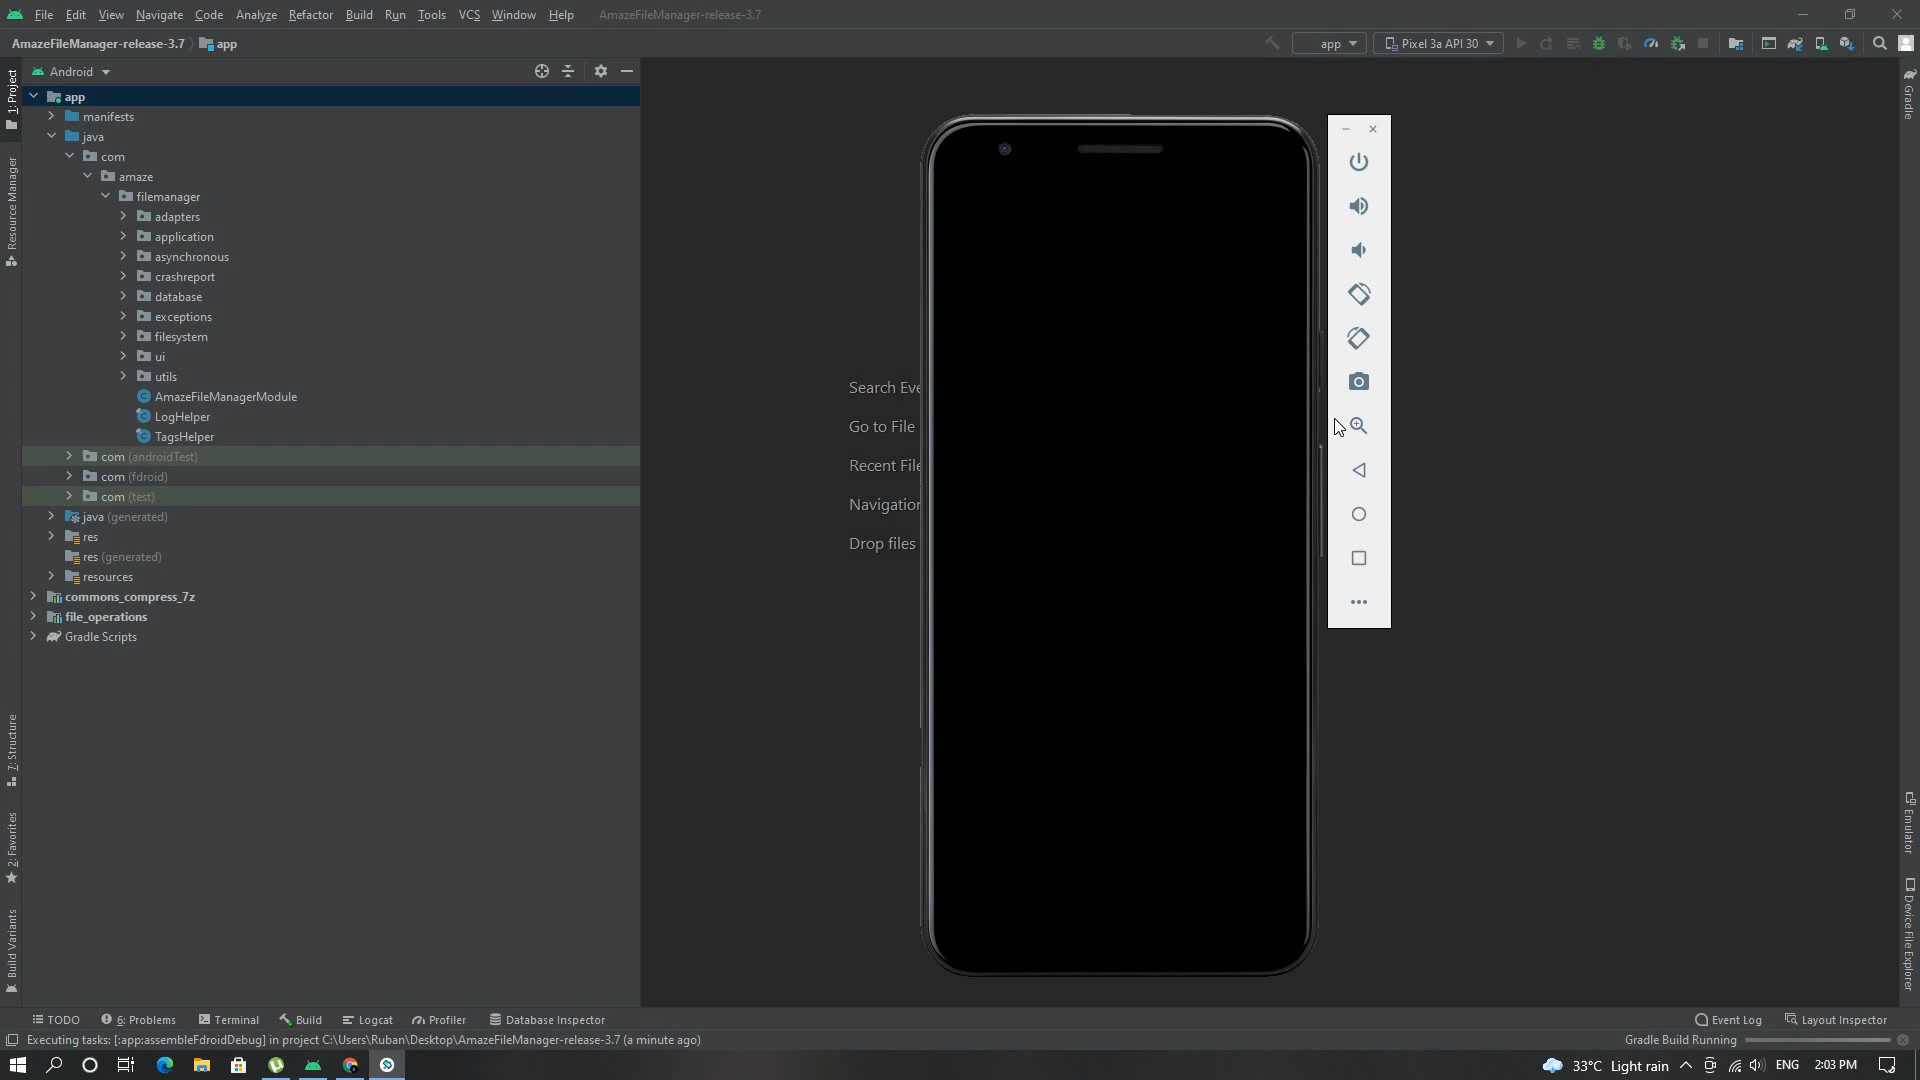 File Edit View Navigate Code Analyze Refactor Build Run Tools VCS Window Help AmazeFileManager-release-3.7
AmazeFileManager-release-3.7 app
app Pixel 3a API 30
1: Project
Resource Manager
7: Structure
2: Favorites
Build Variants
Android
app
manifests
java
com
amaze
filemanager
adapters
application
asynchronous
crashreport
database
exceptions
filesystem
ui
utils
AmazeFileManagerModule
LogHelper
TagsHelper
com (androidTest)
com (fdroid)
com (test)
java (generated)
res
res (generated)
resources
commons_compress_7z
file_operations
Gradle Scripts
Search Eve
Go to File
Recent File
Navigation
Drop files
Gradle
Emulator
Device File Explorer
TODO 6: Problems Terminal Build Logcat Profiler Database Inspector Event Log Layout Inspector
Executing tasks: [:app:assembleFdroidDebug] in project C:\Users\Ruban\Desktop\AmazeFileManager-release-3.7 (a minute ago) Gradle Build Running
33°C Light rain ENG 2:03 PM